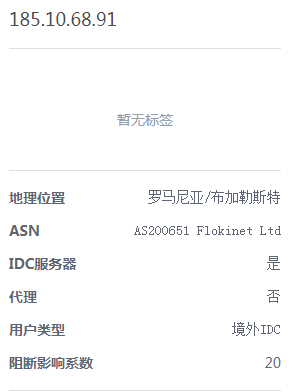 185.10.68.91
暂无标签
地理位置 罗马尼亚/布加勒斯特
ASN AS200651 Flokinet Ltd
IDC服务器 是
代理 否
用户类型 境外IDC
阻断影响系数 20